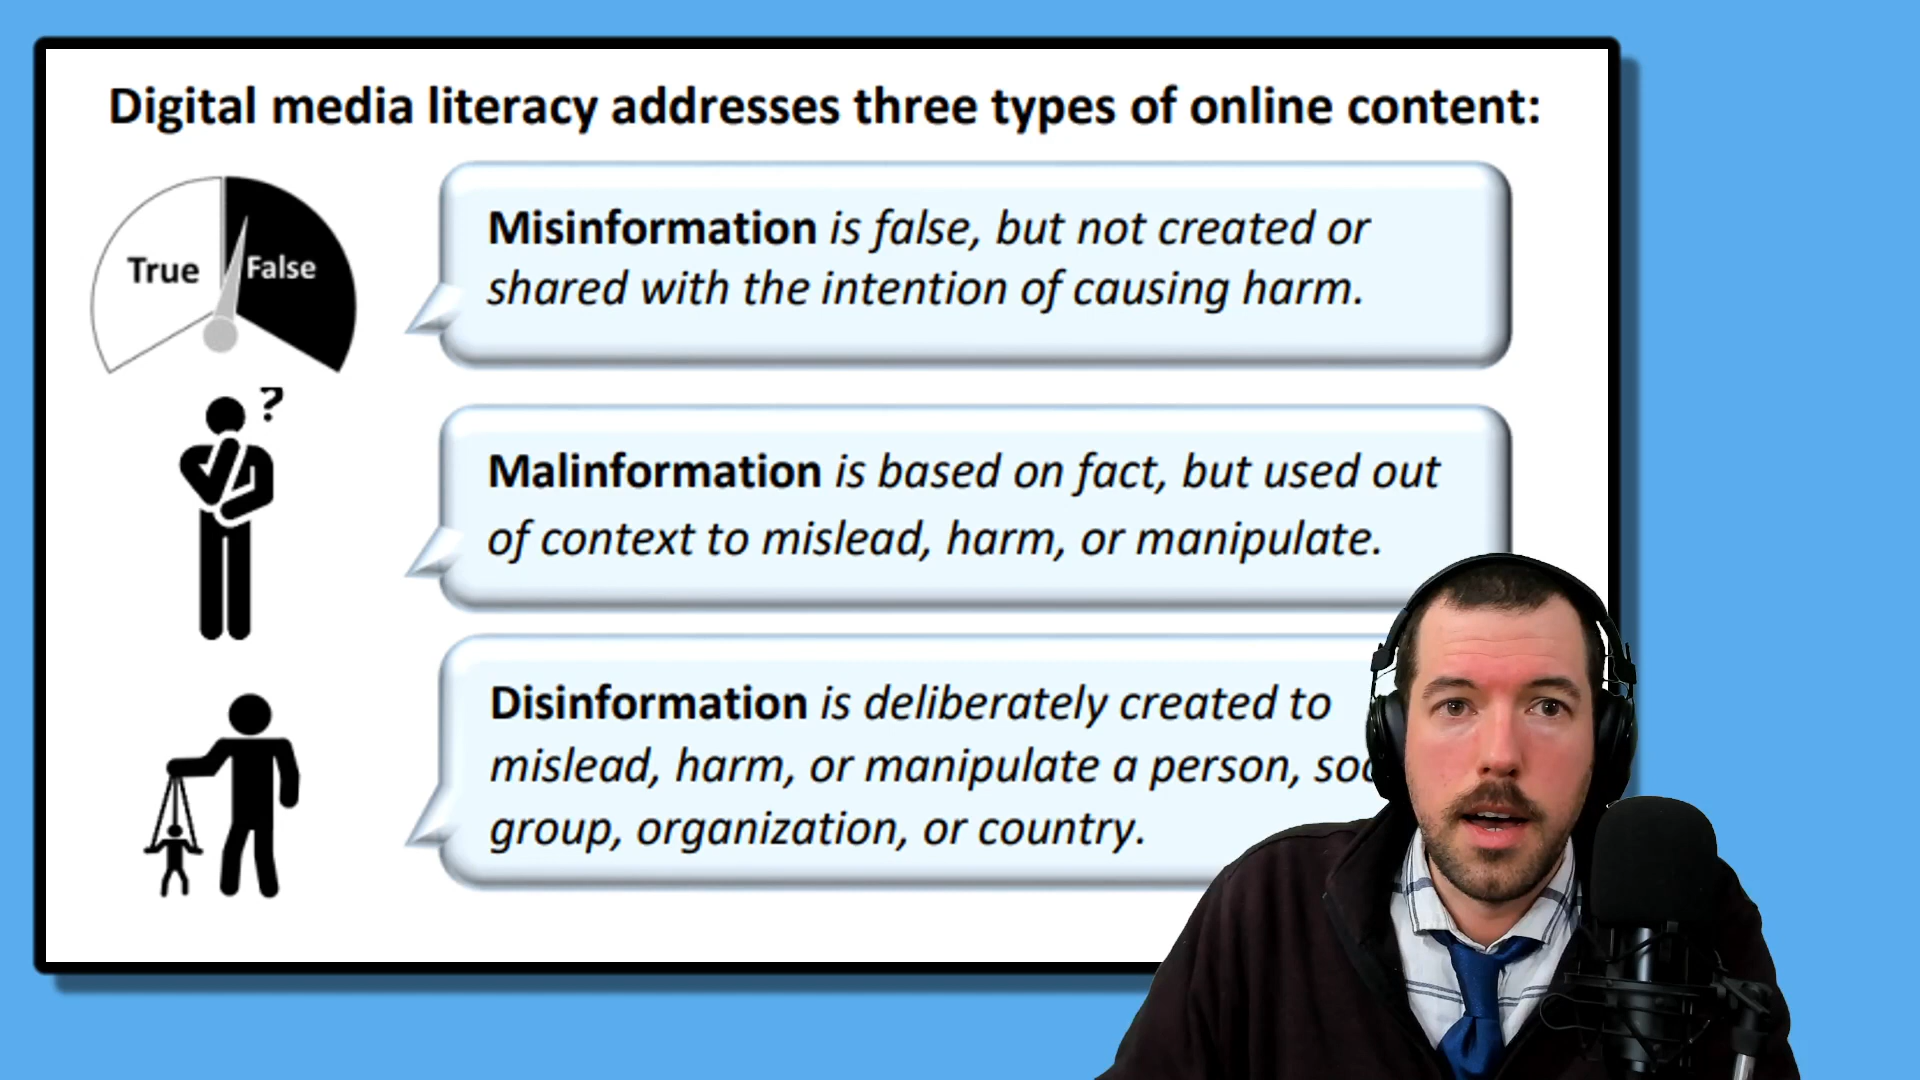 Digital media literacy addresses three types of online content:
True
False
Misinformation is false, but not created or
shared with the intention of causing harm.
?
Malinformation is based on fact, but used out
of context to mislead, harm, or manipulate.
Disinformation is deliberately created to
mislead, harm, or manipulate a person,
group, organization, or country.